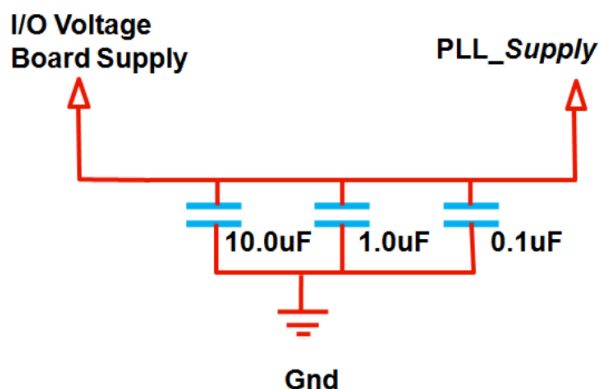 I/O Voltage
Board Supply
PLL_Supply
10.0uF
1.0uF
0.1uF
Gnd